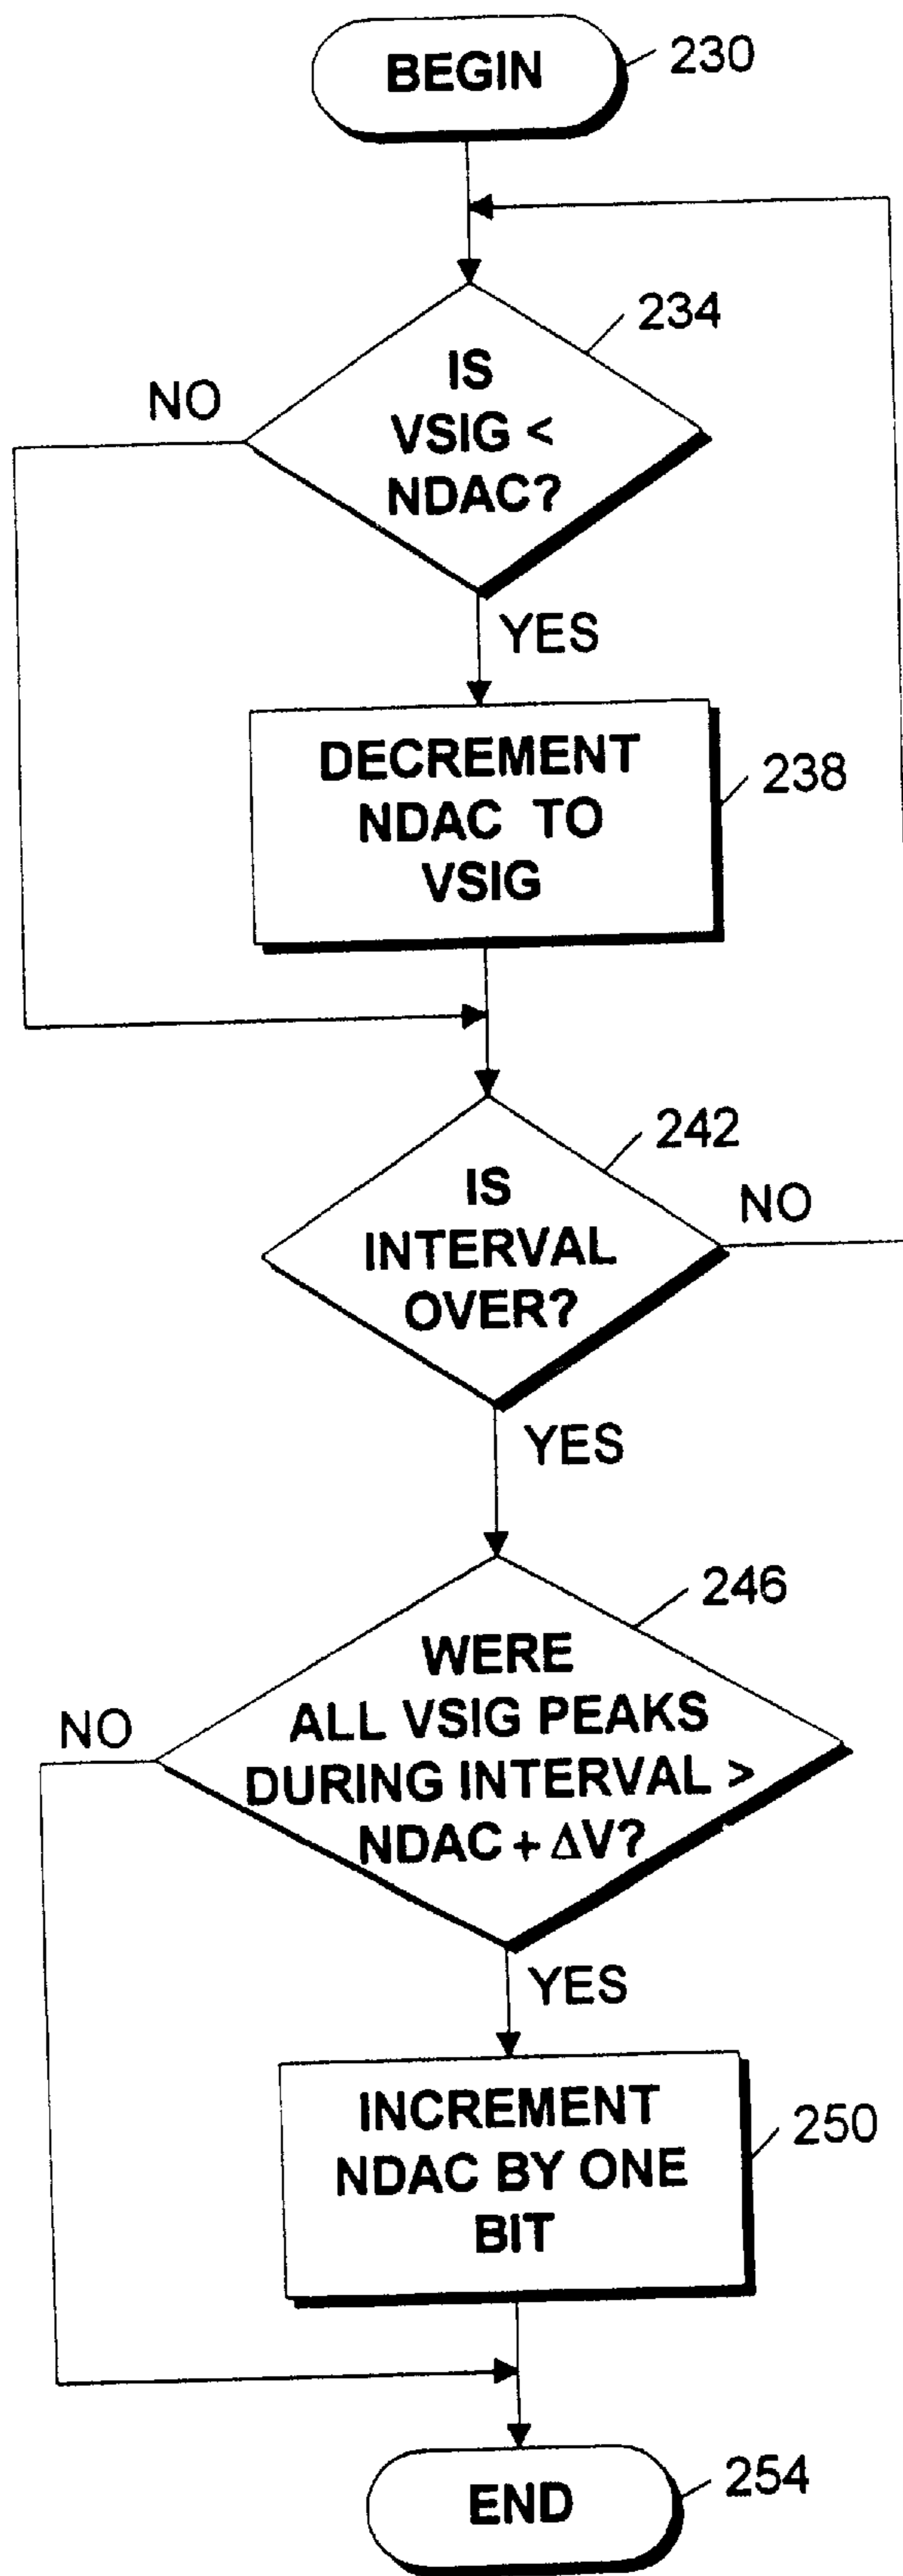 BEGIN
230
234
NO
IS
VSIG <
NDAC?
YES
DECREMENT
NDAC TO
VSIG
238
242
IS
INTERVAL
OVER?
NO
YES
246
WERE
ALL VSIG PEAKS
DURING INTERVAL >
NDAC + ΔV?
NO
YES
INCREMENT
NDAC BY ONE
BIT
250
END
254